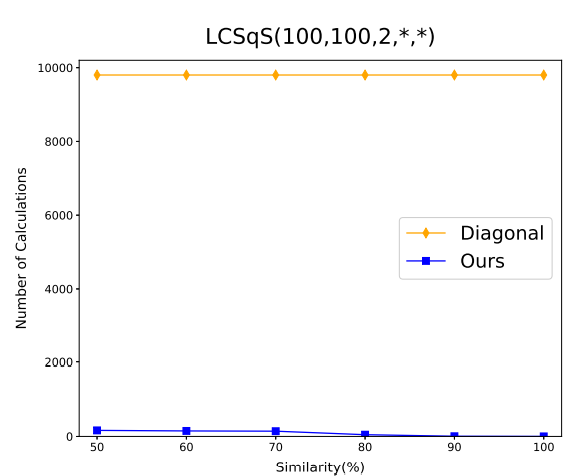 LCSqS(100,100,2,*,*)
10000
8000
6000
4000
2000
0
Number of Calculations
Diagonal
Ours
50 60 70 80 90 100
Similarity(%)